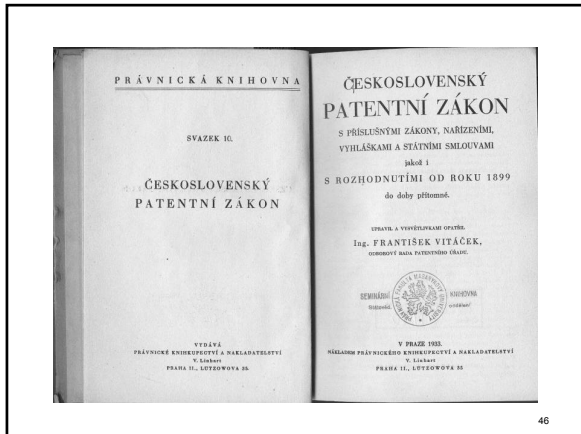 PRÁVNICKÁ KNIHOVNA
SVAZEK 10.
ČESKOSLOVENSKÝ
PATENTNÍ ZÁKON
VYDÁVÁ
PRÁVNICKÉ KNIHKUPECTVÍ A NAKLADATELSTVÍ
V. Linhart
PRAHA II., LÜTZOWOVA 35.
ČESKOSLOVENSKÝ
PATENTNÍ ZÁKON
S PŘÍSLUŠNÝMI ZÁKONY, NAŘÍZENÍMI,
VYHLÁŠKAMI A STÁTNÍMI SMLOUVAMI
jakož i
S ROZHODNUTÍMI OD ROKU 1899
do doby přítomné.
UPRAVIL A VYSVĚTLIVKAMI OPATŘIL
Ing. FRANTIŠEK VITÁČEK,
ODBOROVÝ RADA PATENTNÍHO ÚŘADU.
SEMINÁRNÍ KNIHOVNA
oddělení
V PRAZE 1933.
NÁKLADEM PRÁVNICKÉHO KNIHKUPECTVÍ A NAKLADATELSTVÍ
V. Linhart
PRAHA II., LÜTZOWOVA 35
46